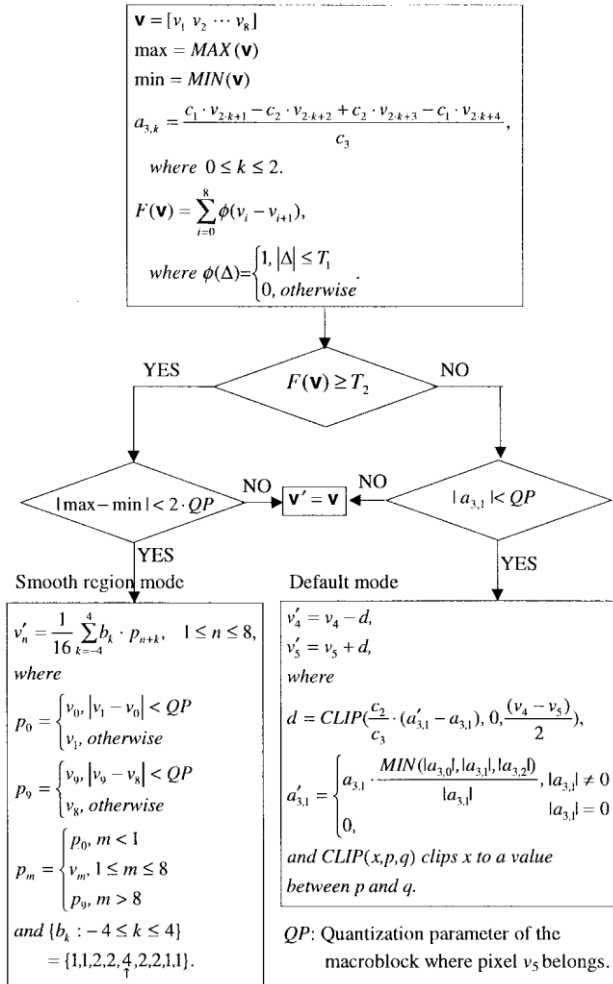 v = [v₁ v₂ ⋯ v₈]
max = MAX(v)
min = MIN(v)
a₃,ₖ = (c₁ · v₂.ₖ₊₁ − c₂ · v₂.ₖ₊₂ + c₂ · v₂.ₖ₊₃ − c₁ · v₂.ₖ₊₄) / c₃,
where 0 ≤ k ≤ 2.
F(v) = ∑_{i=0}^{8} ϕ(vᵢ − vᵢ₊₁),
where ϕ(Δ)= {1, |Δ| ≤ T₁
0, otherwise.
YES
F(v) ≥ T₂
NO
|max − min| < 2 · QP
NO
v′ = v
NO
|a₃,₁| < QP
YES
YES
Smooth region mode
v′ₙ = 1/16 ∑_{k=−4}^{4} bₖ · pₙ₊ₖ, 1 ≤ n ≤ 8,
where
p₀ = {v₀, |v₁ − v₀| < QP
v₁, otherwise
p₉ = {v₉, |v₉ − v₈| < QP
v₈, otherwise
pₘ = {p₀, m < 1
vₘ, 1 ≤ m ≤ 8
p₉, m > 8
and {bₖ : −4 ≤ k ≤ 4}
= {1,1,2,2,4,2,2,1,1}.
↑
Default mode
v′₄ = v₄ − d,
v′₅ = v₅ + d,
where
d = CLIP(c₂/c₃ · (a′₃,₁ − a₃,₁), 0, (v₄ − v₅)/2),
a′₃,₁ = {a₃,₁ · MIN(|a₃,₀|, |a₃,₁|, |a₃,₂|)/|a₃,₁|, |a₃,₁| ≠ 0
0, |a₃,₁| = 0
and CLIP(x,p,q) clips x to a value
between p and q.
QP: Quantization parameter of the
macroblock where pixel v₅ belongs.